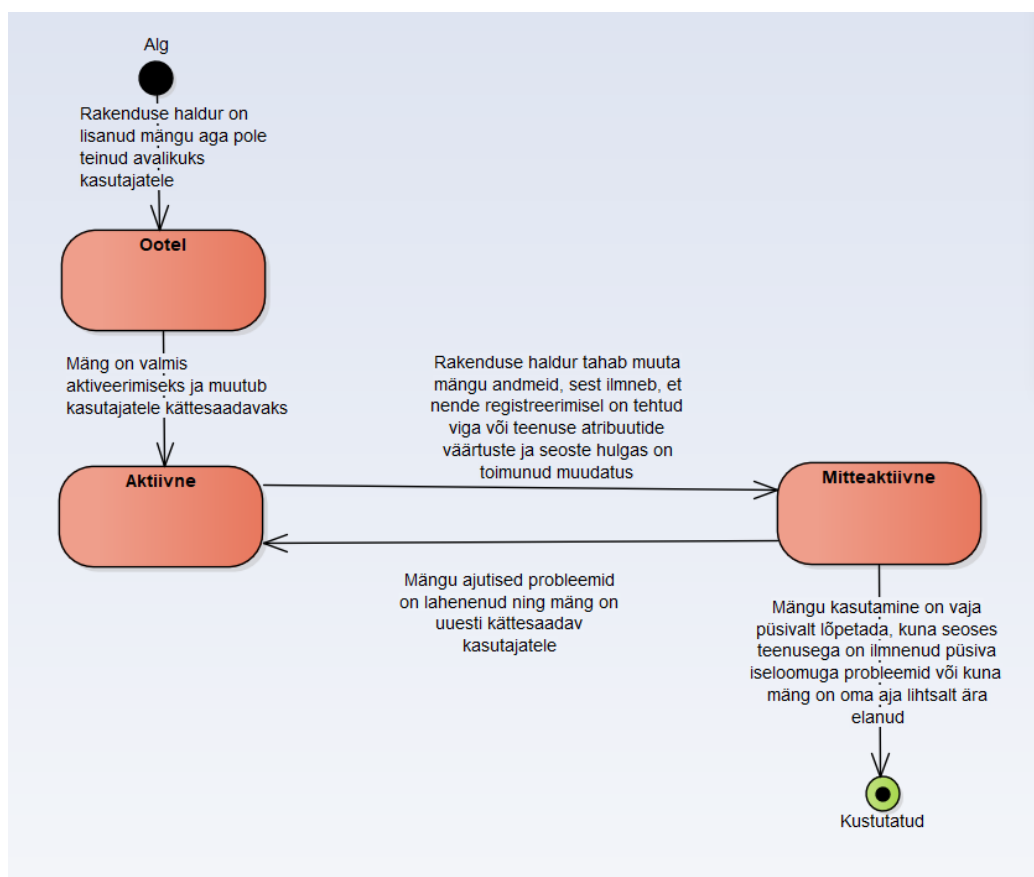 Alg
Rakenduse haldur on
lisanud mängu aga pole
teinud avalikuks
kasutajatele
Ootel
Mäng on valmis
aktiveerimiseks ja muutub
kasutajatele kättesaadavaks
Rakenduse haldur tahab muuta
mängu andmeid, sest ilmneb, et
nende registreerimisel on tehtud
viga või teenuse atribuutide
väärtuste ja seoste hulgas on
toimunud muudatus
Aktiivne
Mitteaktiivne
Mängu ajutised probleemid
on lahenenud ning mäng on
uuesti kättesaadav
kasutajatele
Mängu kasutamine on vaja
püsivalt lõpetada, kuna seoses
teenusega on ilmnenud püsiva
iseloomuga probleemid või kuna
mäng on oma aja lihtsalt ära
elanud
Kustutatud